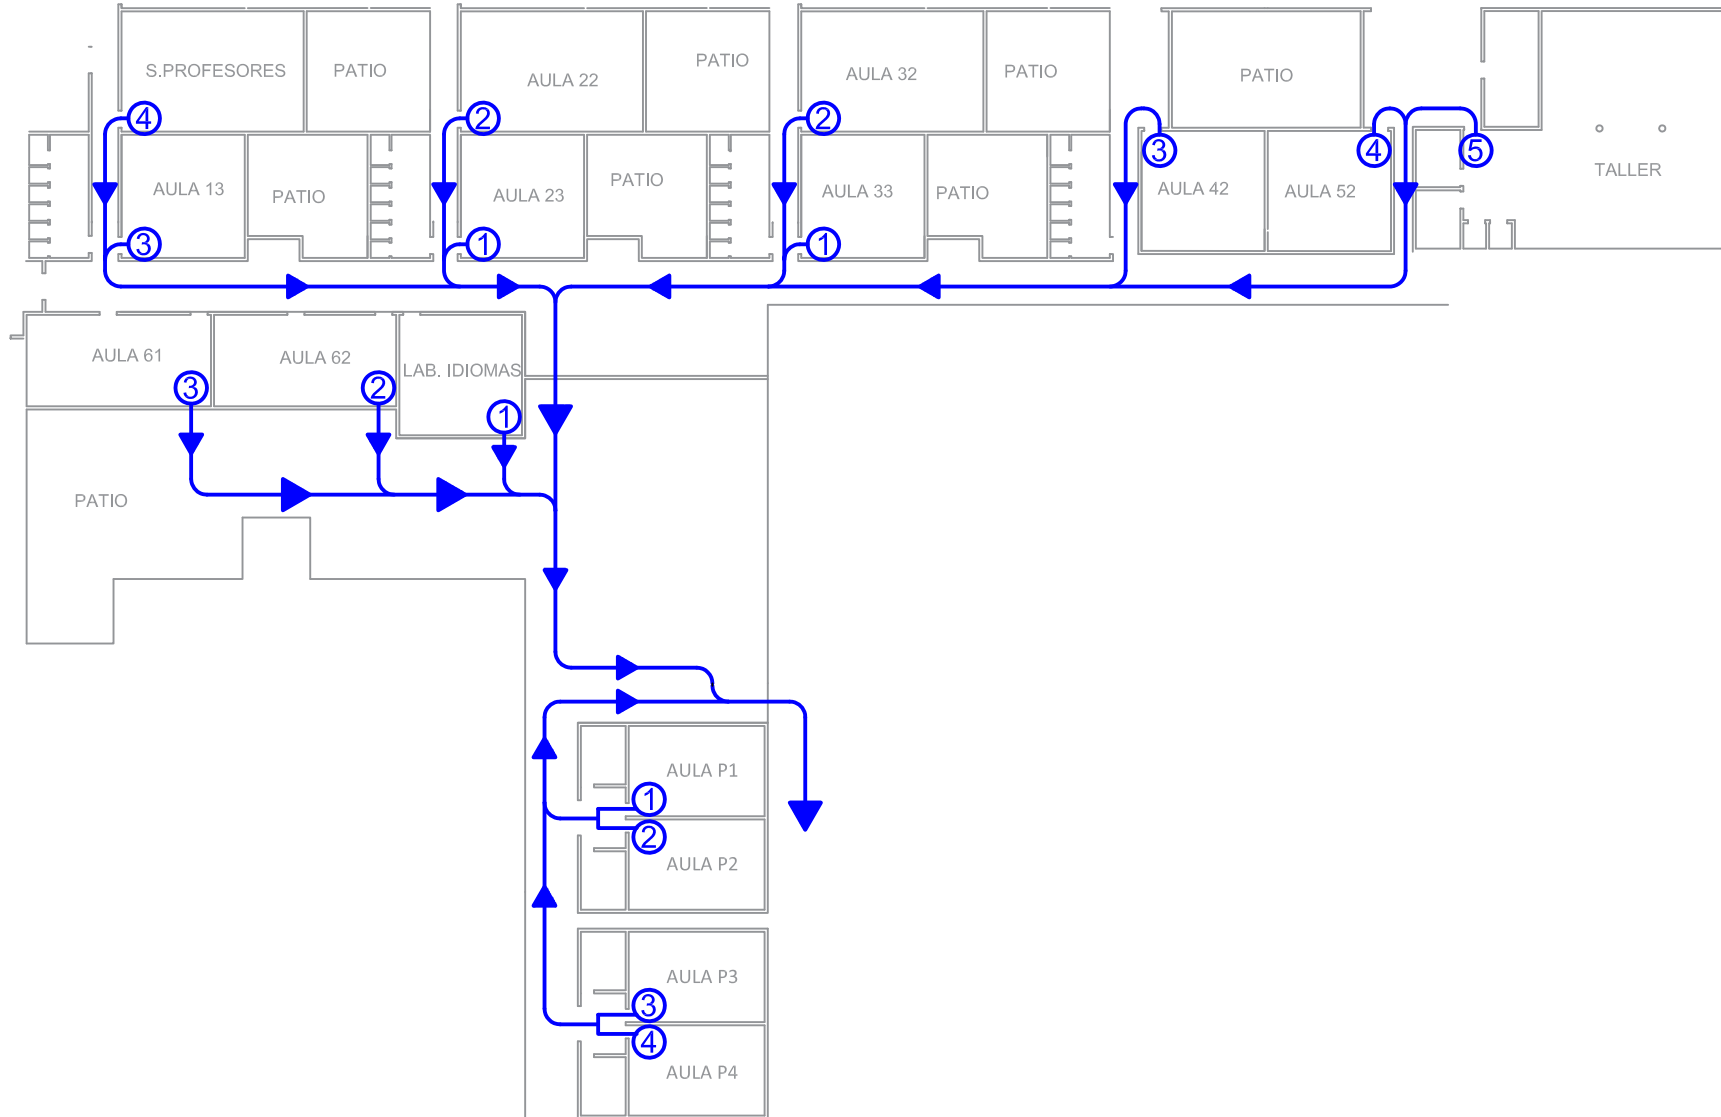 S.PROFESORES
PATIO
AULA 22
PATIO
AULA 32
PATIO
PATIO
4
2
2
3
4
5
TALLER
AULA 13
PATIO
AULA 23
PATIO
AULA 33
PATIO
AULA 42
AULA 52
3
1
1
AULA 61
AULA 62
LAB. IDIOMAS
3
2
1
PATIO
AULA P1
1
2
AULA P2
AULA P3
3
4
AULA P4